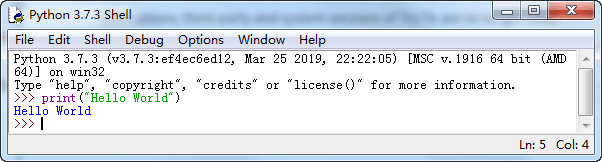 Python 3.7.3 Shell
File Edit Shell Debug Options Window Help
Python 3.7.3 (v3.7.3:ef4ec6ed12, Mar 25 2019, 22:22:05) [MSC v.1916 64 bit (AMD
64)] on win32
Type "help", "copyright", "credits" or "license()" for more information.
>>> print("Hello World")
Hello World
>>>
Ln: 5 Col: 4